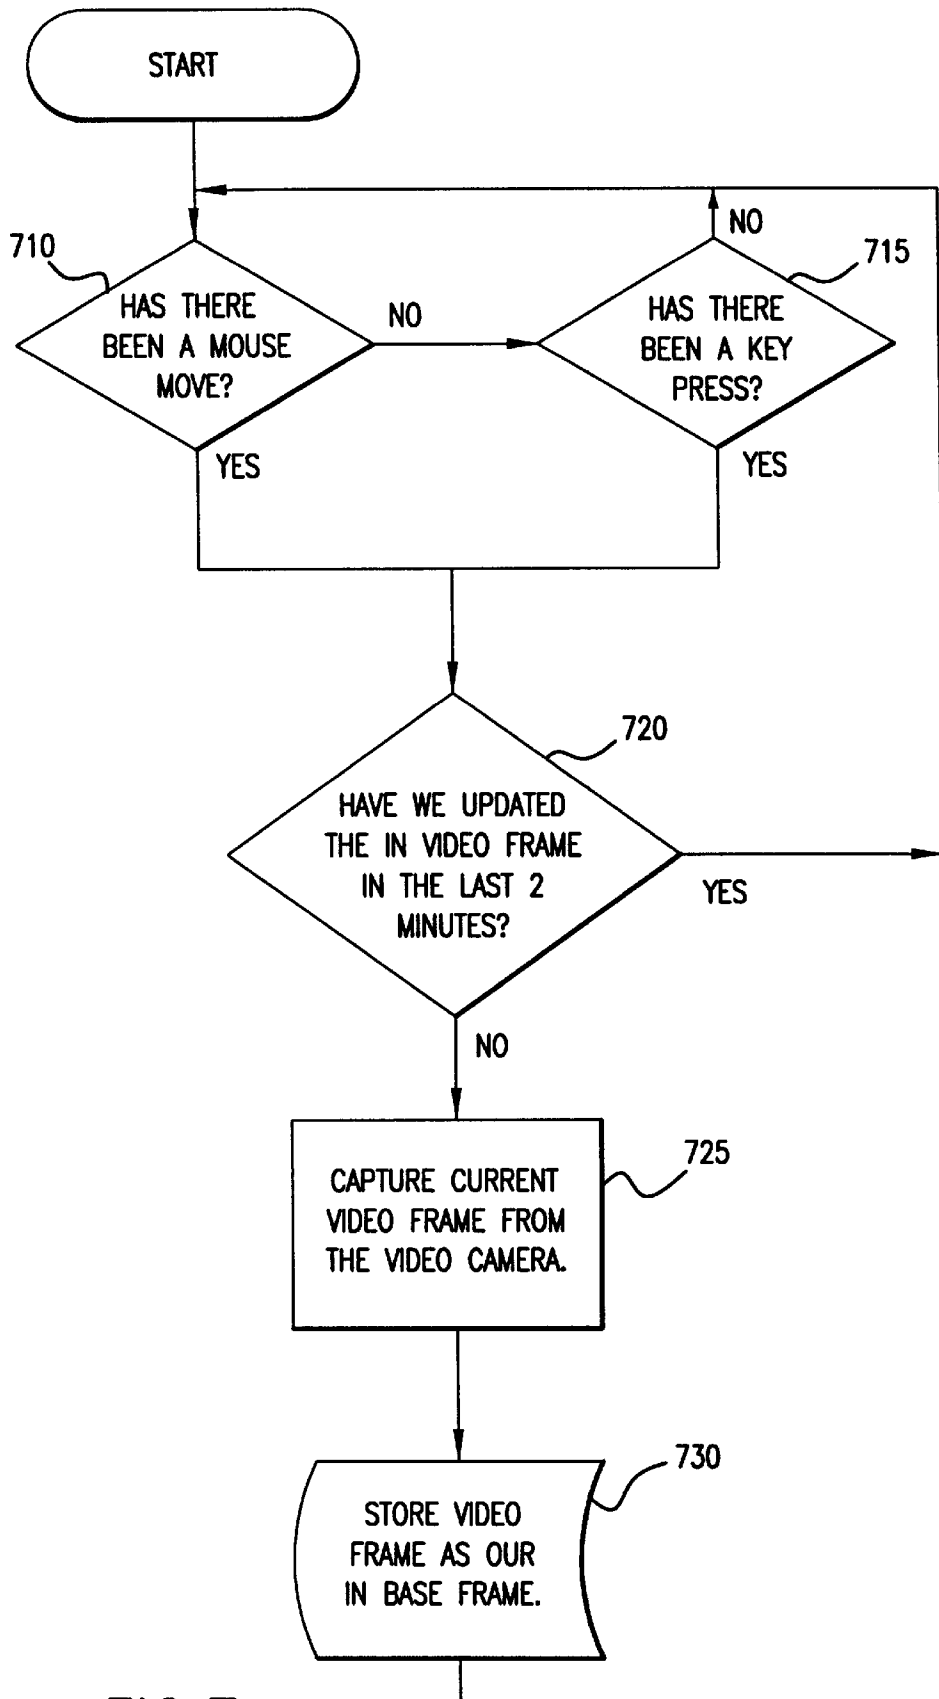 START
710
HAS THERE
BEEN A MOUSE
MOVE?
NO
YES
715
HAS THERE
BEEN A KEY
PRESS?
NO
YES
720
HAVE WE UPDATED
THE IN VIDEO FRAME
IN THE LAST 2
MINUTES?
YES
NO
725
CAPTURE CURRENT
VIDEO FRAME FROM
THE VIDEO CAMERA.
730
STORE VIDEO
FRAME AS OUR
IN BASE FRAME.